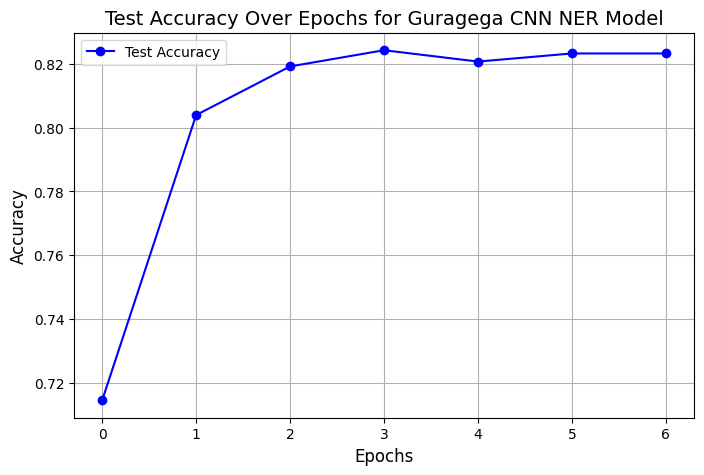 Test Accuracy Over Epochs for Guragega CNN NER Model
Test Accuracy
0.82
0.80
0.78
0.76
0.74
0.72
Accuracy
0 1 2 3 4 5 6
Epochs